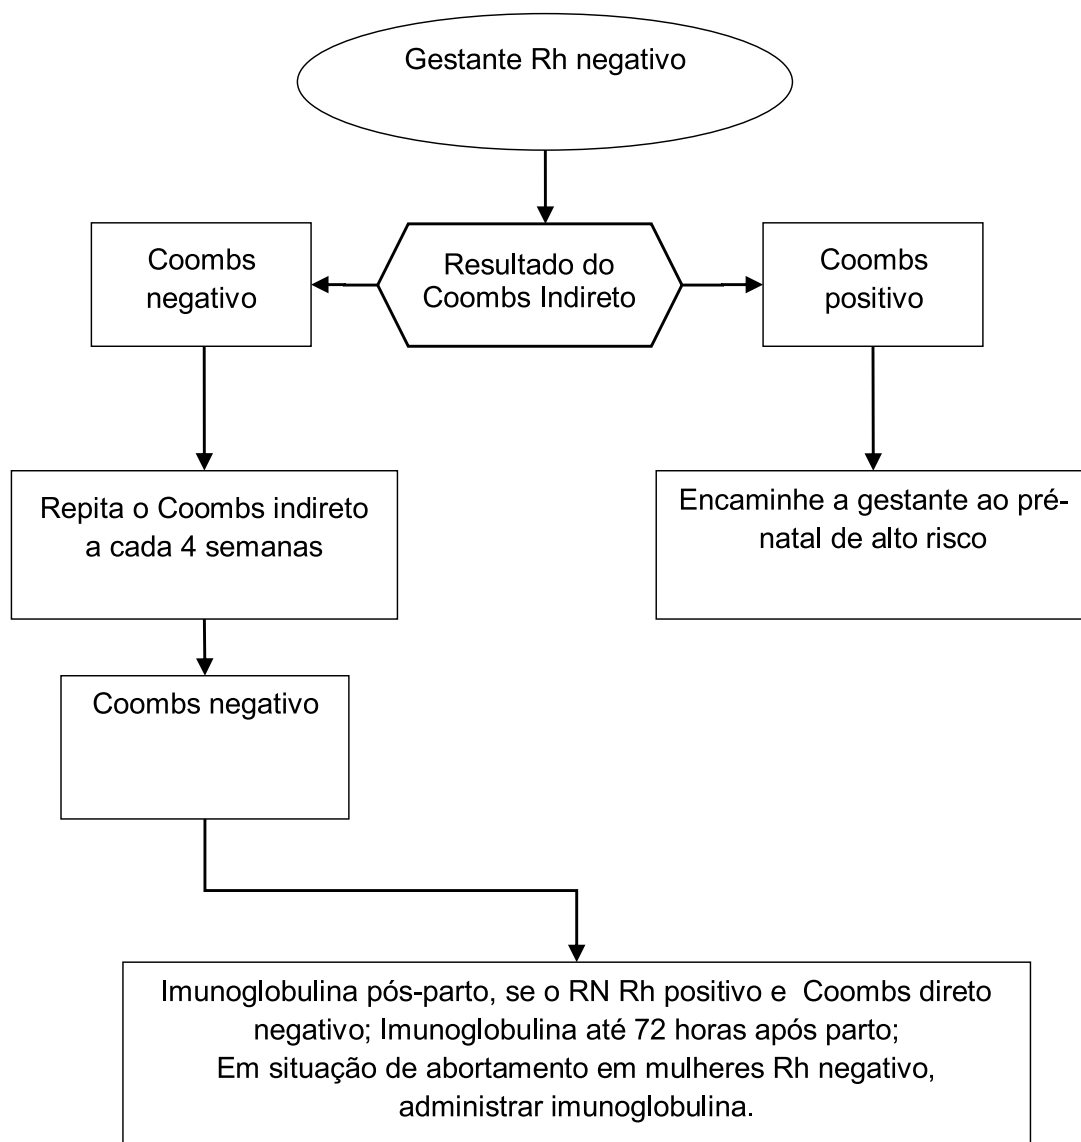 Gestante Rh negativo
Coombs
negativo
Resultado do
Coombs Indireto
Coombs
positivo
Repita o Coombs indireto
a cada 4 semanas
Encaminhe a gestante ao pré-
natal de alto risco
Coombs negativo
Imunoglobulina pós-parto, se o RN Rh positivo e Coombs direto
negativo; Imunoglobulina até 72 horas após parto;
Em situação de abortamento em mulheres Rh negativo,
administrar imunoglobulina.